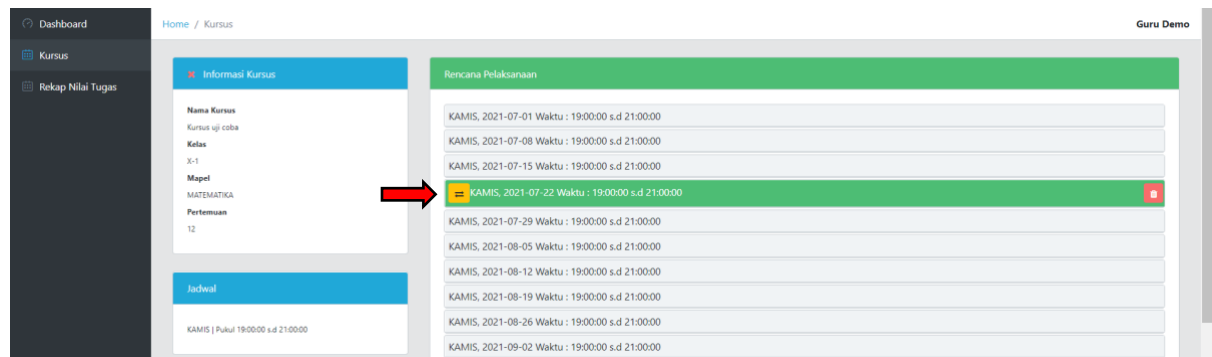 Dashboard
Kursus
Rekap Nilai Tugas
Home / Kursus
Guru Demo
Informasi Kursus
Nama Kursus
Kursus uji coba
Kelas
X-1
Mapel
MATEMATIKA
Pertemuan
12
Jadwal
KAMIS | Pukul 19:00:00 s.d 21:00:00
Rencana Pelaksanaan
KAMIS, 2021-07-01 Waktu : 19:00:00 s.d 21:00:00
KAMIS, 2021-07-08 Waktu : 19:00:00 s.d 21:00:00
KAMIS, 2021-07-15 Waktu : 19:00:00 s.d 21:00:00
KAMIS, 2021-07-22 Waktu : 19:00:00 s.d 21:00:00
KAMIS, 2021-07-29 Waktu : 19:00:00 s.d 21:00:00
KAMIS, 2021-08-05 Waktu : 19:00:00 s.d 21:00:00
KAMIS, 2021-08-12 Waktu : 19:00:00 s.d 21:00:00
KAMIS, 2021-08-19 Waktu : 19:00:00 s.d 21:00:00
KAMIS, 2021-08-26 Waktu : 19:00:00 s.d 21:00:00
KAMIS, 2021-09-02 Waktu : 19:00:00 s.d 21:00:00